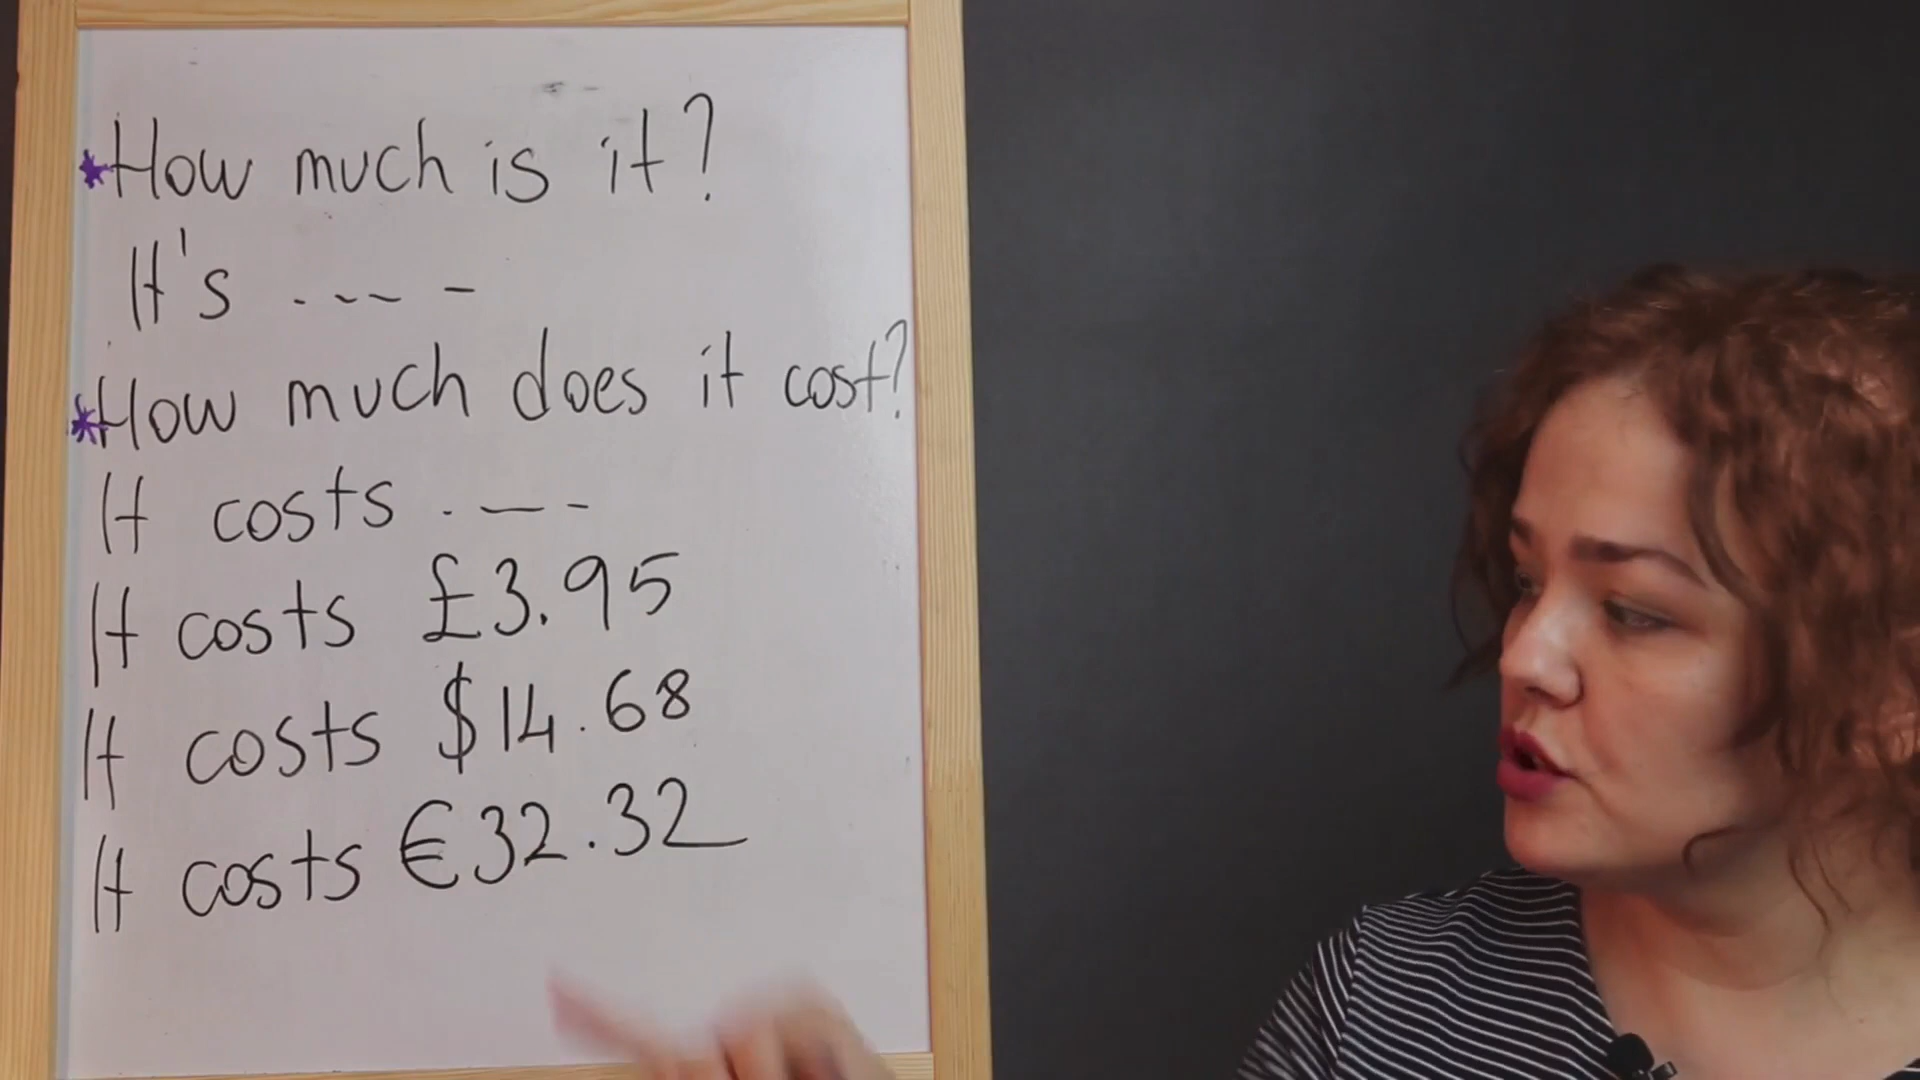 *How much is it?
It's .--- -
*How much does it cost?
It costs . — -
It costs £3.95
It costs $14.68
It costs €32.32